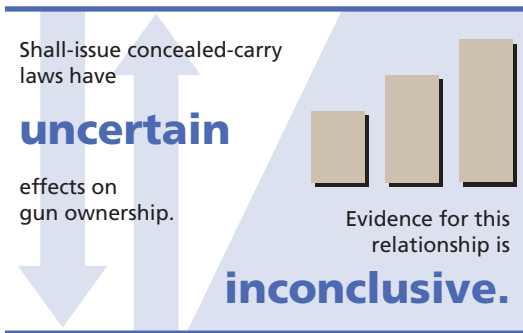 Shall-issue concealed-carry
laws have
uncertain
effects on
gun ownership.
Evidence for this
relationship is
inconclusive.